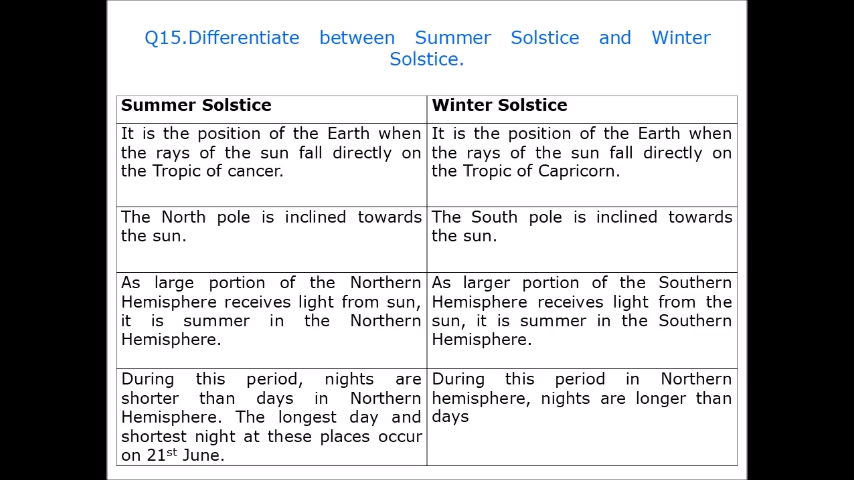 Q15.Differentiate between Summer Solstice and Winter
Solstice.
Summer Solstice
Winter Solstice
It is the position of the Earth when
the rays of the sun fall directly on
the Tropic of cancer.
It is the position of the Earth when
the rays of the sun fall directly on
the Tropic of Capricorn.
The North pole is inclined towards
the sun.
The South pole is inclined towards
the sun.
As large portion of the Northern
Hemisphere receives light from sun,
it is summer in the Northern
Hemisphere.
As larger portion of the Southern
Hemisphere receives light from the
sun, it is summer in the Southern
Hemisphere.
During this period, nights are
shorter than days in Northern
Hemisphere. The longest day and
shortest night at these places occur
on 21st June.
During this period in Northern
hemisphere, nights are longer than
days